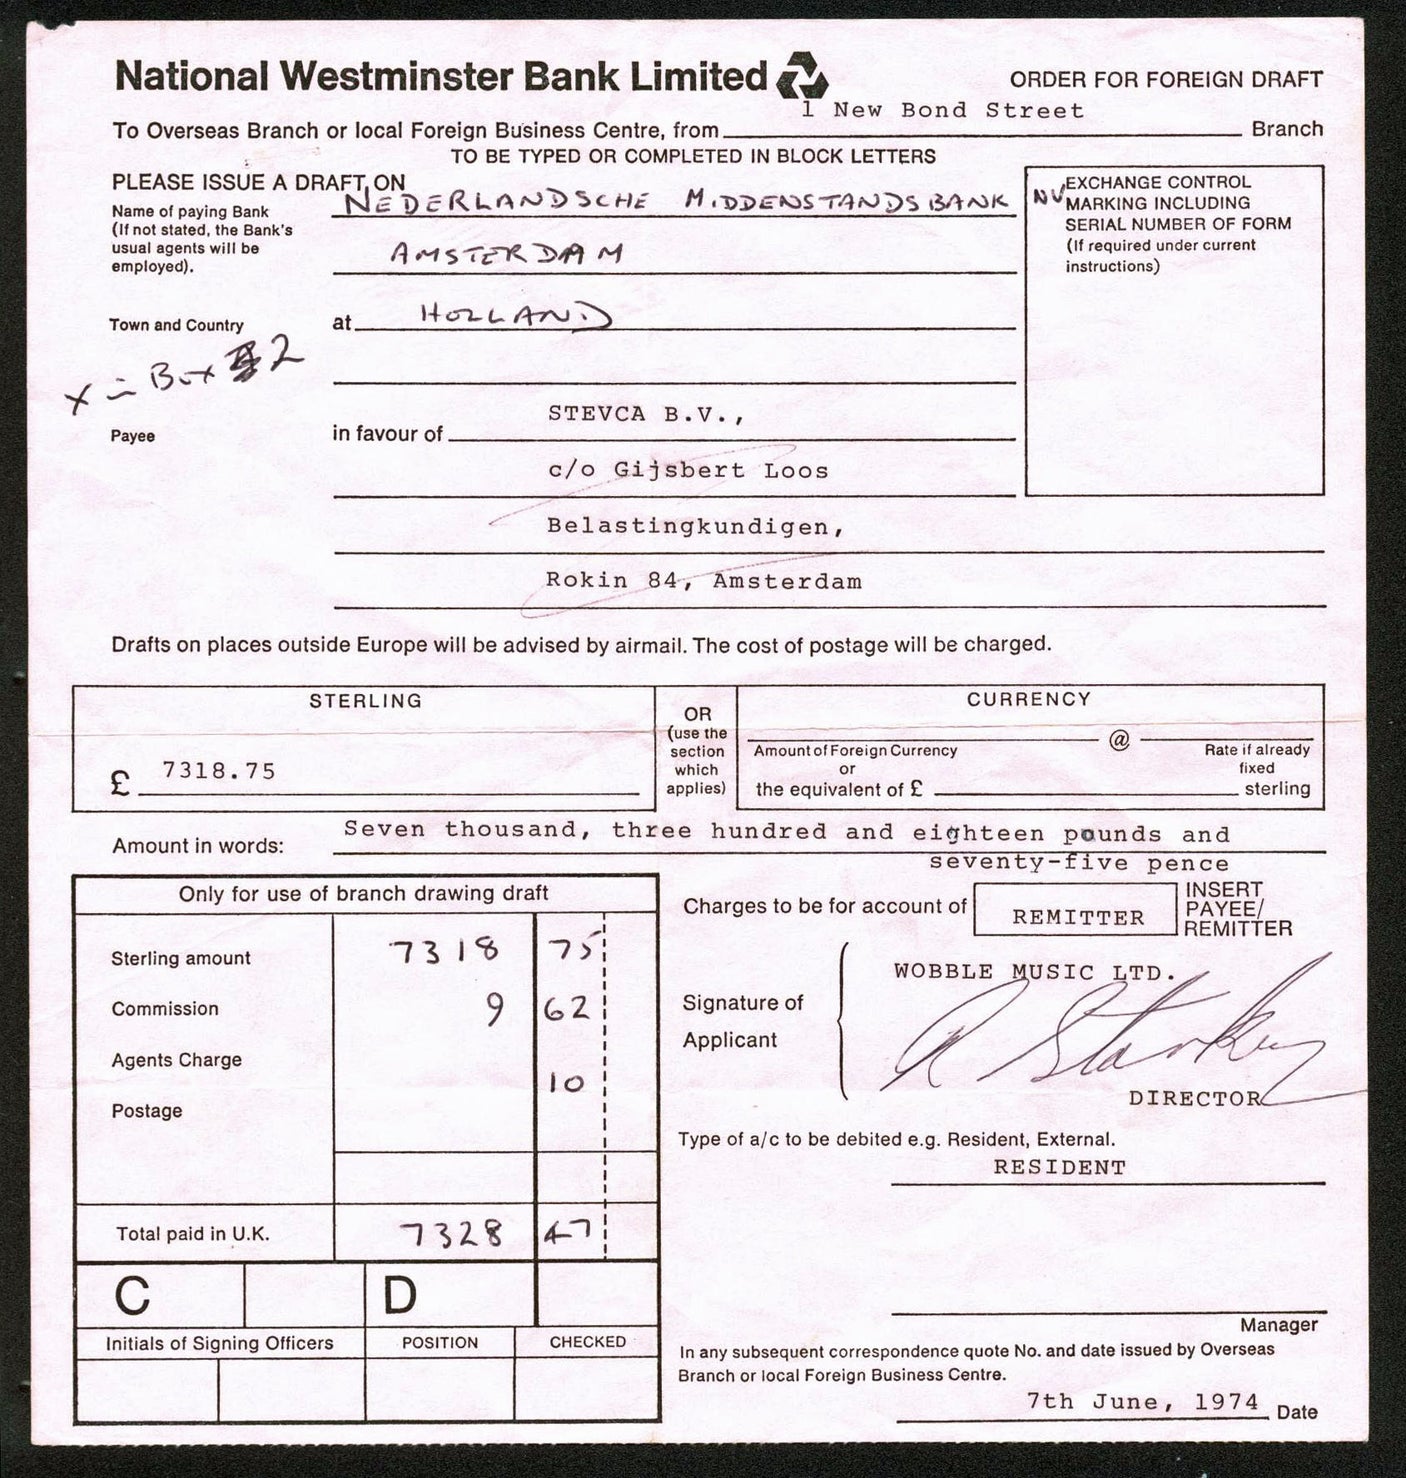 National Westminster Bank Limited
ORDER FOR FOREIGN DRAFT
1 New Bond Street
To Overseas Branch or local Foreign Business Centre, from Branch
TO BE TYPED OR COMPLETED IN BLOCK LETTERS
PLEASE ISSUE A DRAFT ON
Name of paying Bank
(If not stated, the Bank's
usual agents will be
employed).
NEDERLANDSCHE MIDDENSTANDSBANK NV
AMSTERDAM
EXCHANGE CONTROL
MARKING INCLUDING
SERIAL NUMBER OF FORM
(If required under current
instructions)
Town and Country
at HOLLAND
x = Box 2
Payee
in favour of STEVCA B.V.,
c/o Gijsbert Loos
Belastingkundigen,
Rokin 84, Amsterdam
Drafts on places outside Europe will be advised by airmail. The cost of postage will be charged.
STERLING
£ 7318.75
OR
(use the
section
which
applies)
CURRENCY
@
Amount of Foreign Currency
Rate if already
fixed
or
the equivalent of £ sterling
Amount in words: Seven thousand, three hundred and eighteen pounds and
seventy-five pence
Only for use of branch drawing draft
Sterling amount 7318 75
Commission 9 62
Agents Charge
10
Postage
Total paid in U.K. 7328 47
C D
Initials of Signing Officers POSITION CHECKED
Charges to be for account of REMITTER
INSERT
PAYEE/
REMITTER
Signature of
Applicant
WOBBLE MUSIC LTD.
R Starkey
DIRECTOR
Type of a/c to be debited e.g. Resident, External.
RESIDENT
Manager
In any subsequent correspondence quote No. and date issued by Overseas
Branch or local Foreign Business Centre.
7th June, 1974 Date